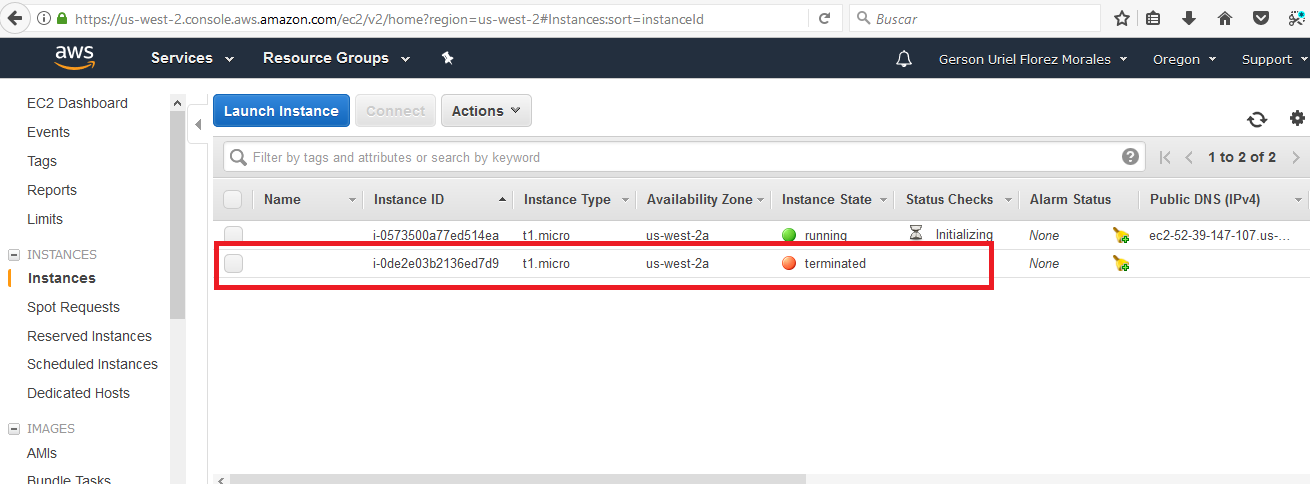 https://us-west-2.console.aws.amazon.com/ec2/v2/home?region=us-west-2#Instances:sort=instanceId
Buscar
aws Services Resource Groups Gerson Uriel Florez Morales Oregon Support
EC2 Dashboard
Events
Tags
Reports
Limits
INSTANCES
Instances
Spot Requests
Reserved Instances
Scheduled Instances
Dedicated Hosts
IMAGES
AMIs
Bundle Tasks
Launch Instance Connect Actions
Filter by tags and attributes or search by keyword 1 to 2 of 2
Name Instance ID Instance Type Availability Zone Instance State Status Checks Alarm Status Public DNS (IPv4)
i-0573500a77ed514ea t1.micro us-west-2a running Initializing None ec2-52-39-147-107.us-...
i-0de2e03b2136ed7d9 t1.micro us-west-2a terminated None